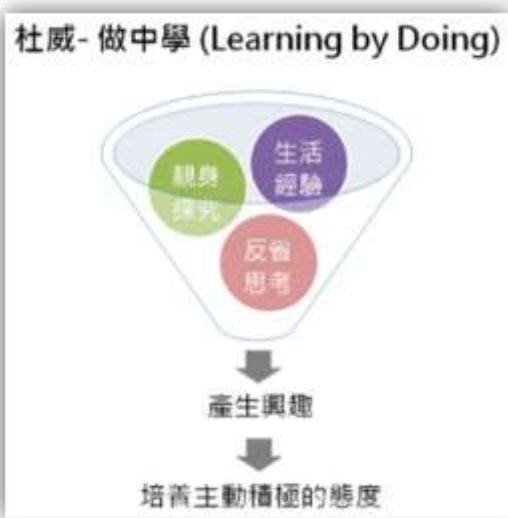 杜威- 做中學 (Learning by Doing)
生活
經驗
親身
探究
反省
思考
產生興趣
培養主動積極的態度